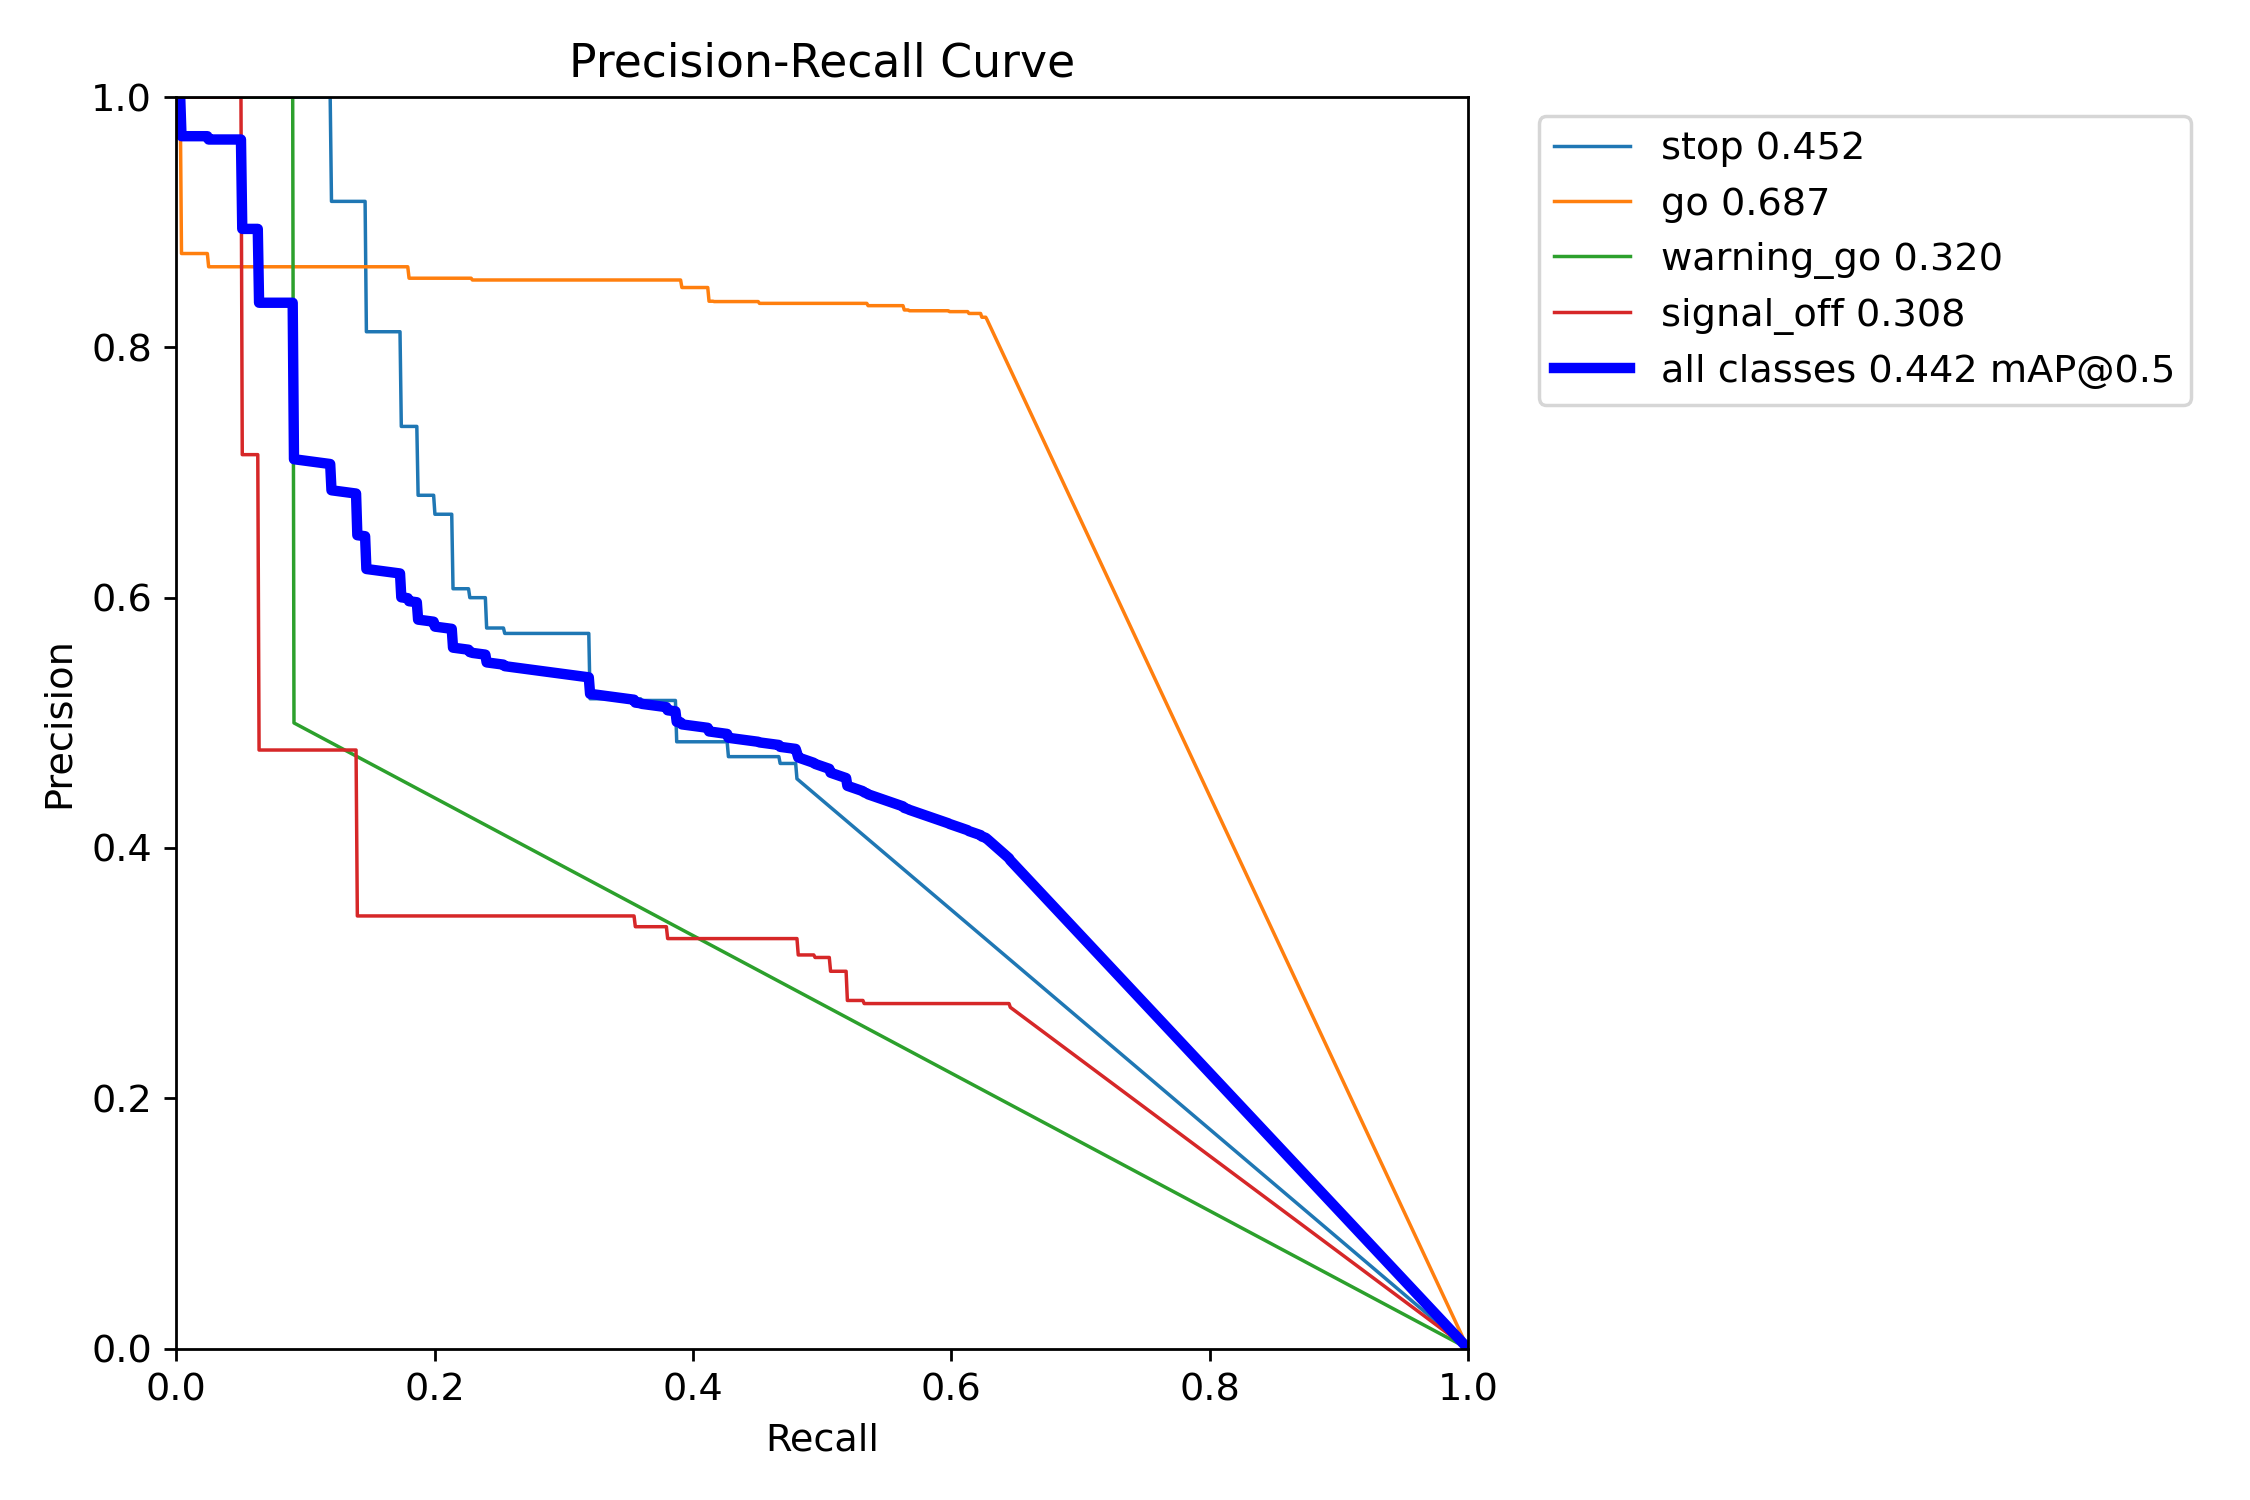 Precision-Recall Curve
1.0
0.8
0.6
0.4
0.2
0.0
Precision
0.0 0.2 0.4 0.6 0.8 1.0
Recall
stop 0.452
go 0.687
warning_go 0.320
signal_off 0.308
all classes 0.442 mAP@0.5